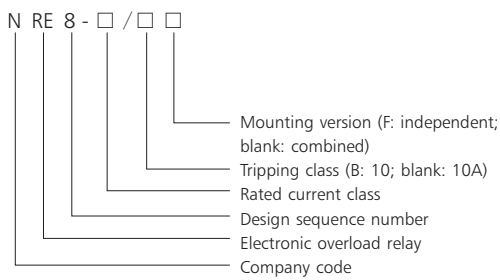 N RE 8 - □ / □ □
Mounting version (F: independent;
blank: combined)
Tripping class (B: 10; blank: 10A)
Rated current class
Design sequence number
Electronic overload relay
Company code